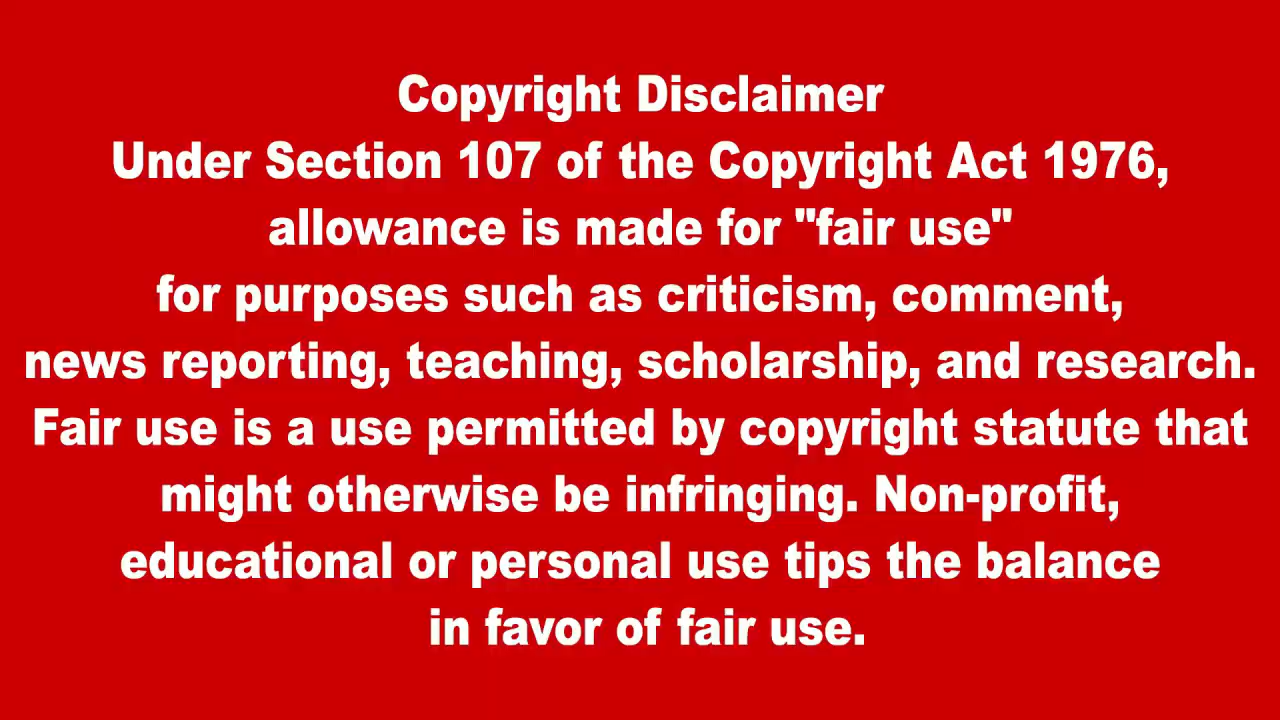 Copyright Disclaimer
Under Section 107 of the Copyright Act 1976,
allowance is made for "fair use"
for purposes such as criticism, comment,
news reporting, teaching, scholarship, and research.
Fair use is a use permitted by copyright statute that
might otherwise be infringing. Non-profit,
educational or personal use tips the balance
in favor of fair use.